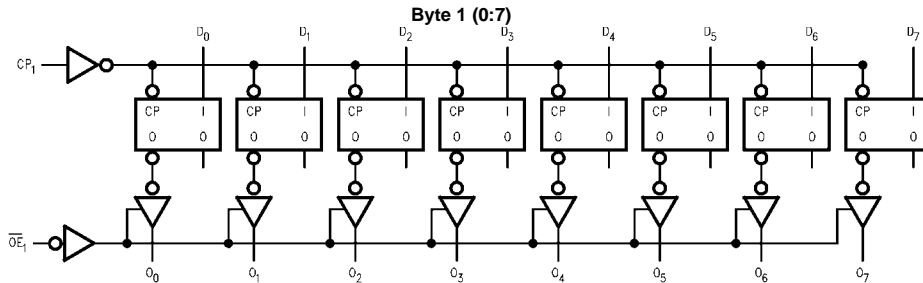 Byte 1 (0:7)
D₀ D₁ D₂ D₃ D₄ D₅ D₆ D₇
CP₁
CP I CP I CP I CP I CP I CP I CP I CP I
O O O O O O O O O O O O O O O O
OE₁
O₀ O₁ O₂ O₃ O₄ O₅ O₆ O₇